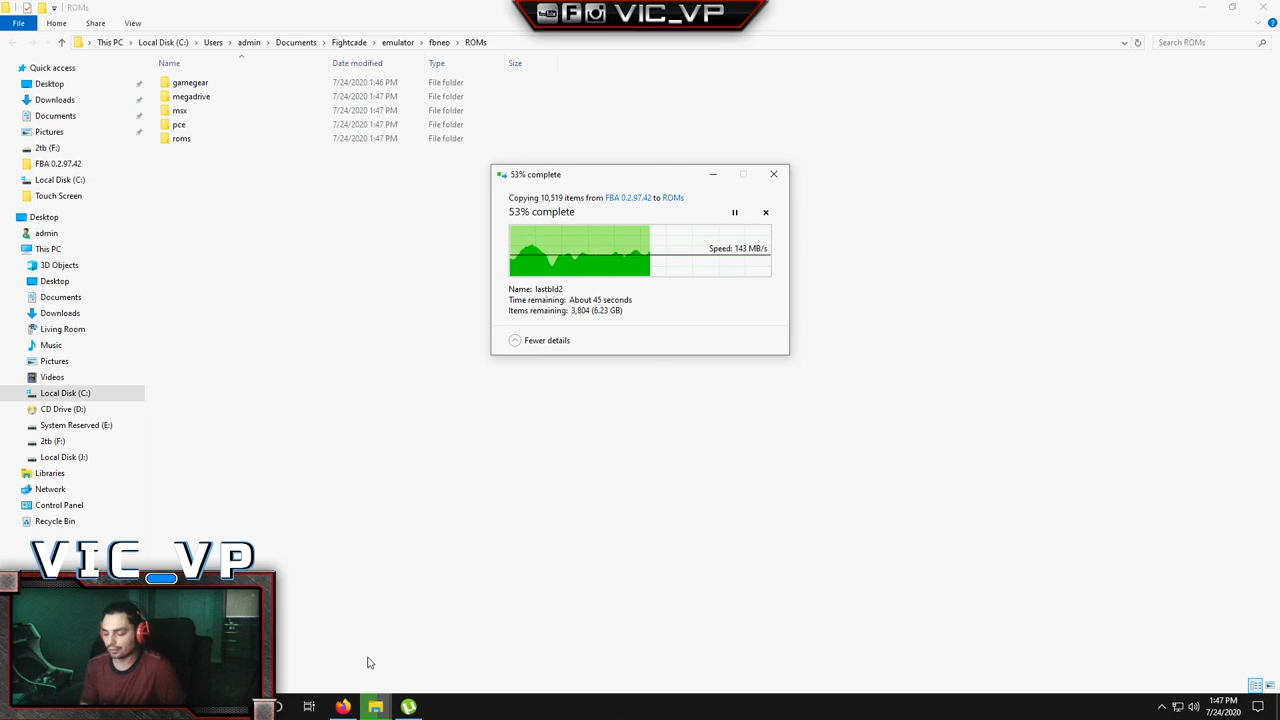 ROMs
VIC_VP
File
Home
Share
View
This PC
Local Disk (C:)
Users
admin
Documents
Fightcade
emulator
fbneo
ROMs
Search ROMs
Name
Date modified
Type
Size
Quick access
Desktop
Downloads
Documents
Pictures
2tb (F:)
FBA 0.2.97.42
Local Disk (C:)
Touch Screen
Desktop
admin
This PC
3D Objects
Desktop
Documents
Downloads
Living Room
Music
Pictures
Videos
Local Disk (C:)
CD Drive (D:)
System Reserved (E:)
2tb (F:)
Local Disk (J:)
Libraries
Network
Control Panel
Recycle Bin
gamegear 7/24/2020 1:46 PM File folder
megadrive 7/24/2020 1:47 PM File folder
msx 7/24/2020 1:47 PM File folder
pce 7/24/2020 1:47 PM File folder
roms 7/24/2020 1:47 PM File folder
53% complete
Copying 10,519 items from FBA 0.2.97.42 to ROMs
53% complete
Speed: 143 MB/s
Name: lastbld2
Time remaining: About 45 seconds
Items remaining: 3,804 (6.23 GB)
Fewer details
VIC_VP
1:47 PM
7/24/2020